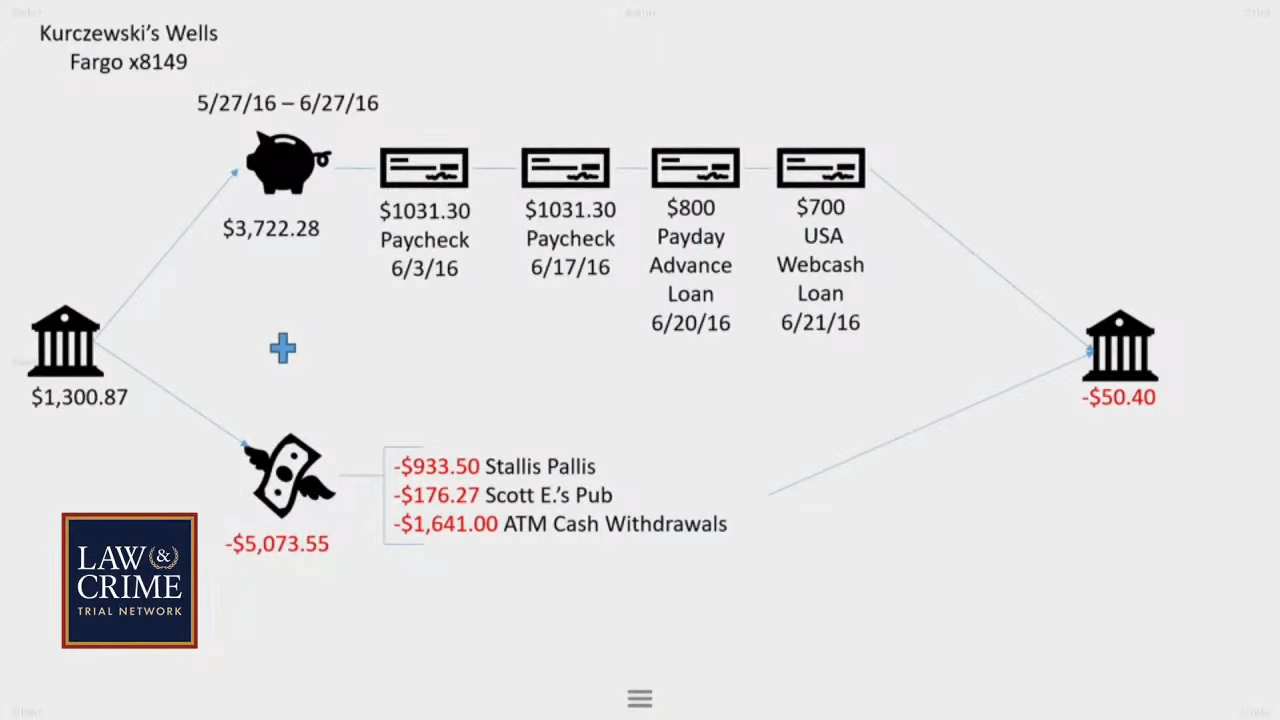 Kurczewski's Wells
Fargo x8149
5/27/16 – 6/27/16
$3,722.28
$1031.30
Paycheck
6/3/16
$1031.30
Paycheck
6/17/16
$800
Payday
Advance
Loan
6/20/16
$700
USA
Webcash
Loan
6/21/16
$1,300.87
-$50.40
-$933.50 Stallis Pallis
-$176.27 Scott E.'s Pub
-$1,641.00 ATM Cash Withdrawals
-$5,073.55
LAW &
CRIME
TRIAL NETWORK